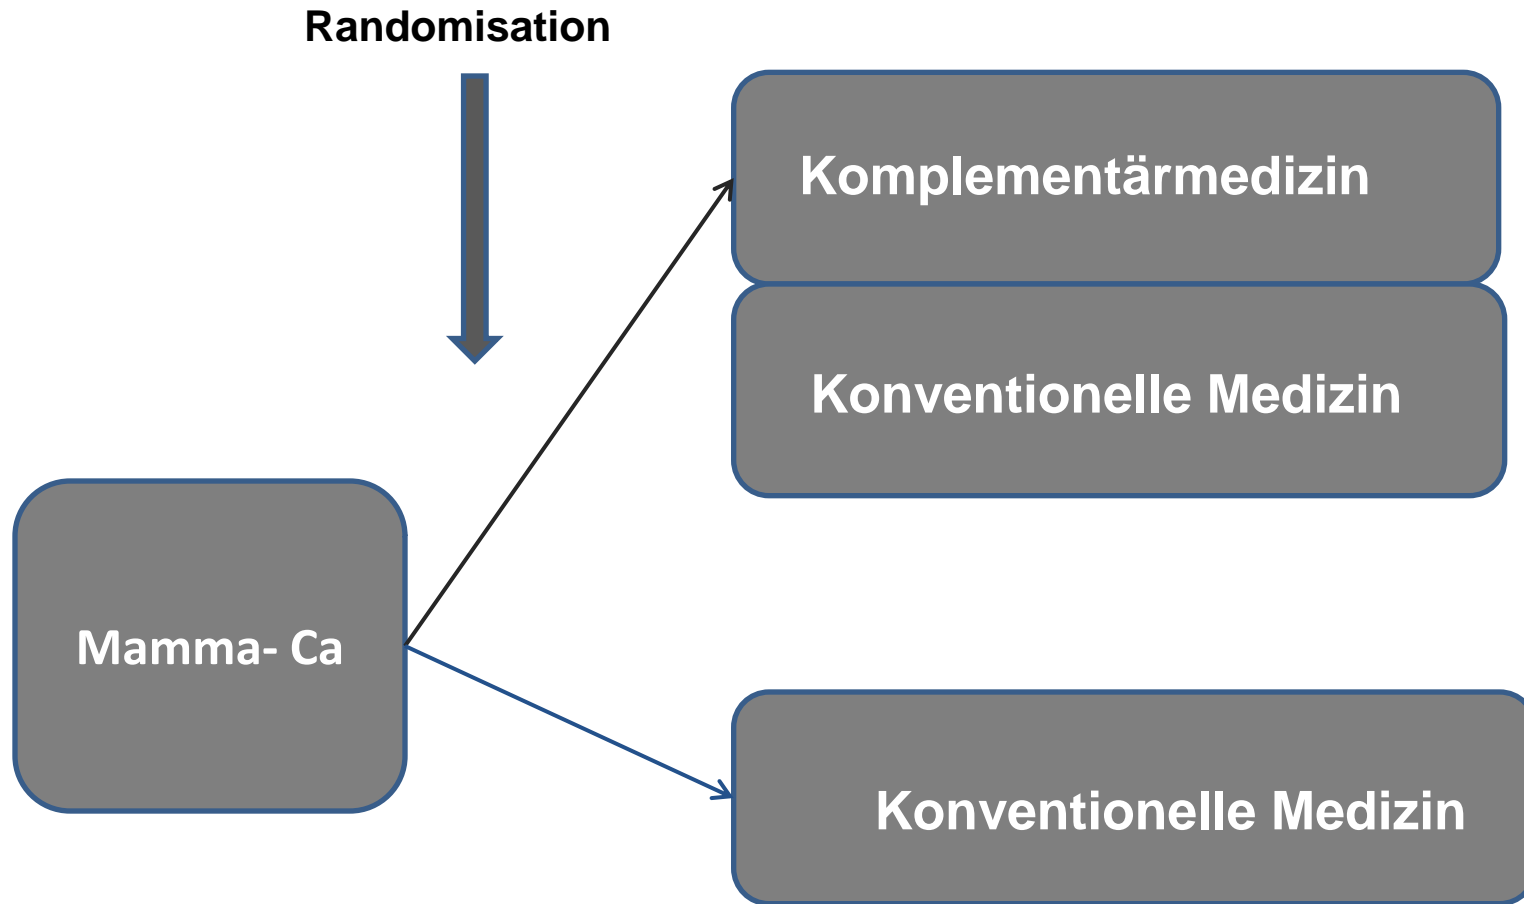 Randomisation
Komplementärmedizin
Konventionelle Medizin
Mamma- Ca
Konventionelle Medizin